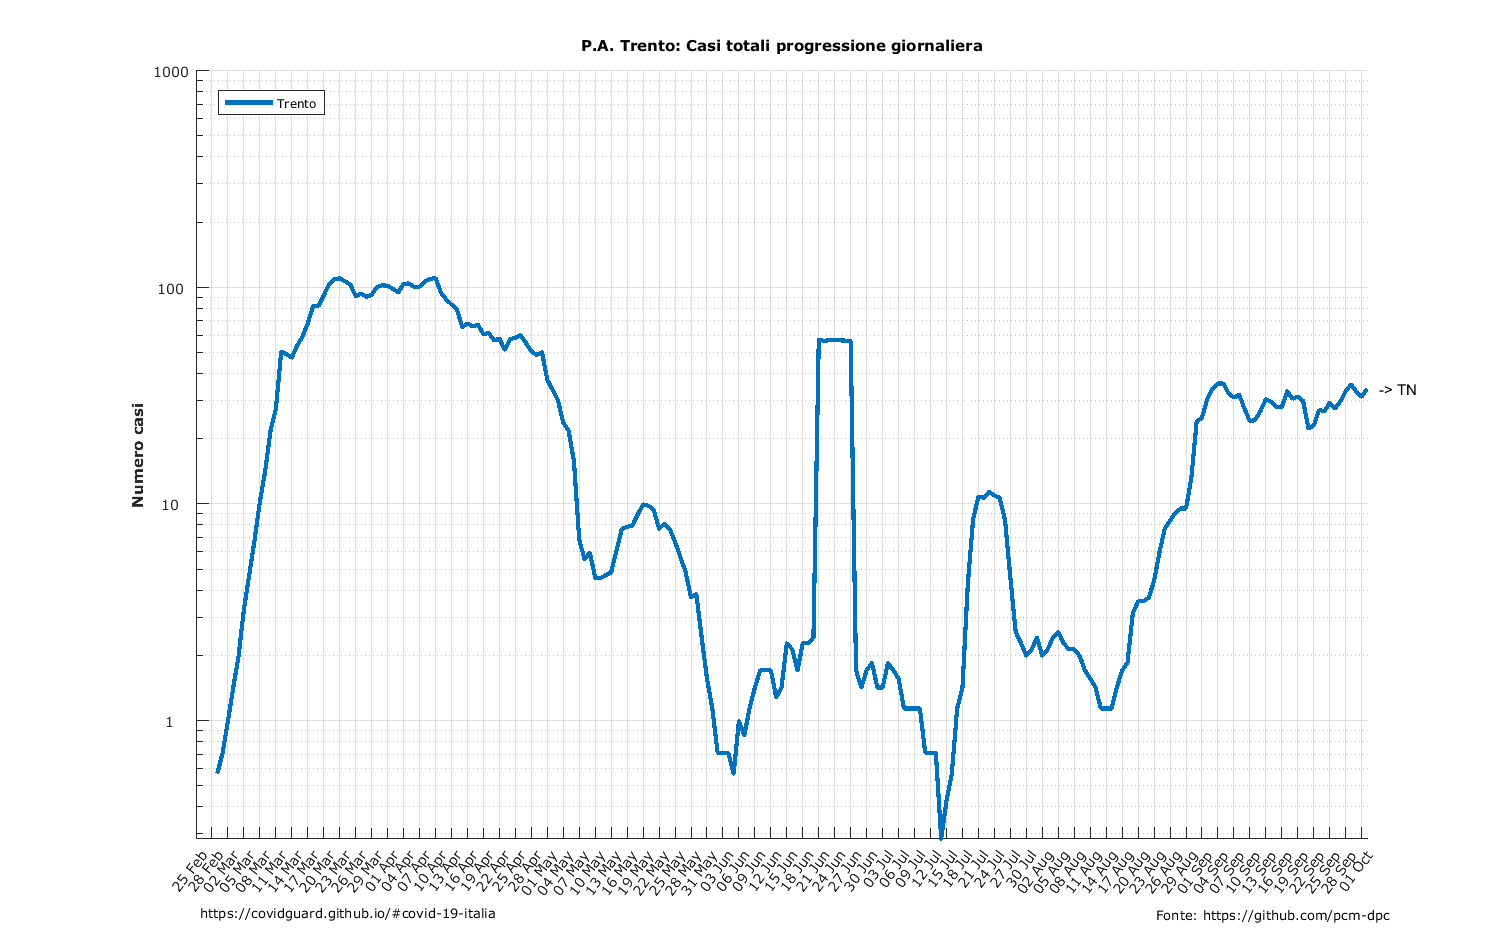 P.A. Trento: Casi totali progressione giornaliera
1000
Trento
100
-> TN
Numero casi
10
1
25 Feb
28 Feb
02 Mar
05 Mar
08 Mar
11 Mar
14 Mar
17 Mar
20 Mar
23 Mar
26 Mar
29 Mar
01 Apr
04 Apr
07 Apr
10 Apr
13 Apr
16 Apr
19 Apr
22 Apr
25 Apr
28 Apr
01 May
04 May
07 May
10 May
13 May
16 May
19 May
22 May
25 May
28 May
31 May
03 Jun
06 Jun
09 Jun
12 Jun
15 Jun
18 Jun
21 Jun
24 Jun
27 Jun
30 Jul
03 Jul
06 Jul
09 Jul
12 Jul
15 Jul
18 Jul
21 Jul
24 Jul
27 Jul
30 Jul
02 Aug
05 Aug
08 Aug
11 Aug
14 Aug
17 Aug
20 Aug
23 Aug
26 Aug
29 Aug
01 Sep
04 Sep
07 Sep
10 Sep
13 Sep
16 Sep
19 Sep
22 Sep
25 Sep
28 Sep
01 Oct
https://covidguard.github.io/#covid-19-italia
Fonte: https://github.com/pcm-dpc